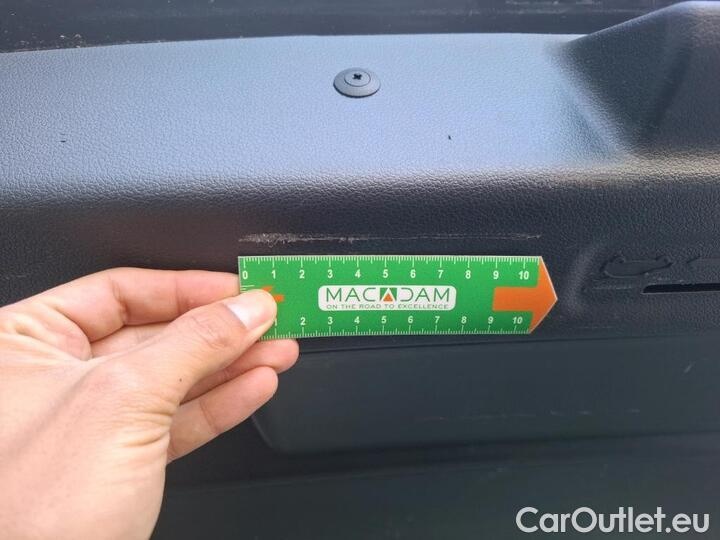 0 1 2 3 4 5 6 7 8 9 10
MACADAM
ON THE ROAD TO EXCELLENCE
1 2 3 4 5 6 7 8 9 10
CarOutlet.eu